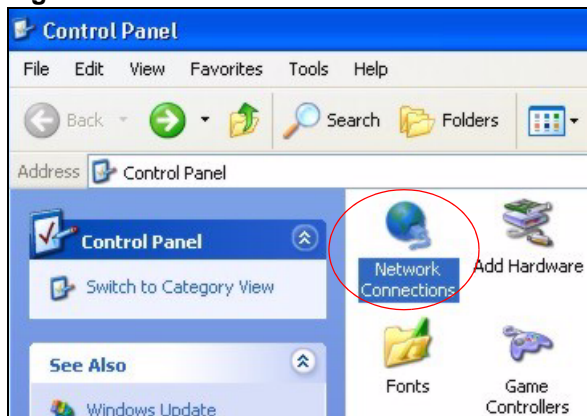 Control Panel
File Edit View Favorites Tools Help
Back Search Folders
Address Control Panel
Control Panel
Switch to Category View
See Also
Windows Update
Network Connections
Add Hardware
Fonts
Game Controllers